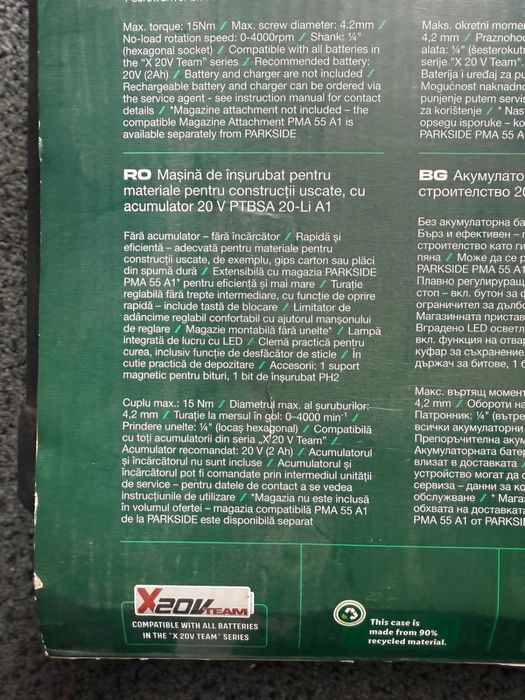 Max. torque: 15Nm / Max. screw diameter: 4.2mm /
No-load rotation speed: 0-4000rpm / Shank: ¼"
(hexagonal socket) / Compatible with all batteries in
the "X 20V Team" series / Recommended battery:
20V (2Ah) / Battery and charger are not included /
Rechargeable battery and charger can be ordered via
the service agent - see instruction manual for contact
details / *Magazine attachment not included – the
compatible Magazine Attachment PMA 55 A1 is
available separately from PARKSIDE
Maks. okretni
4,2 mm / Praznoho
alata: ¼" (šesterokut
serije "X 20 V Team".
Baterija i uređaj za pu
Mogućnost naknadn
punjenje putem servis
za korištenje / *Nas
opsegu isporuke – ko
PARKSIDE PMA 55 A
RO Mașină de înșurubat pentru
materiale pentru construcții uscate, cu
acumulator 20 V PTBSA 20-Li A1
Fără acumulator – fără încărcător / Rapidă și
eficientă – adecvată pentru materiale pentru
construcții uscate, de exemplu, gips carton sau plăci
din spumă dură / Extensibilă cu magazia PARKSIDE
PMA 55 A1* pentru eficiență și mai mare / Turație
reglabilă fără trepte intermediare, cu funcție de oprire
rapidă – include tastă de blocare / Limitator de
adâncime reglabil confortabil cu ajutorul manșonului
de reglare / Magazie montabilă fără unelte* / Lampă
integrată de lucru cu LED / Clemă practică pentru
curea, inclusiv funcție de desfăcător de sticle / În
cutie practică de depozitare / Accesorii: 1 suport
magnetic pentru bituri, 1 bit de înșurubat PH2
Cuplu max.: 15 Nm / Diametrul max. al șuruburilor:
4,2 mm / Turație la mersul în gol: 0–4000 min⁻¹ /
Prindere unelte: ¼" (locaș hexagonal) / Compatibilă
cu toți acumulatorii din seria „X 20 V Team" /
Acumulator recomandat: 20 V (2 Ah) / Acumulatorul
și încărcătorul nu sunt incluse / Acumulatorul și
încărcătorul pot fi comandate prin intermediul unității
de service – pentru datele de contact a se vedea
instrucțiunile de utilizare / *Magazia nu este inclusă
în volumul ofertei – magazia compatibilă PMA 55 A1
de la PARKSIDE este disponibilă separat
BG Акумулато
строителство 20
Без акумулаторна ба
Бърз и ефективен –
строителство като ги
пяна / Може да се р
PARKSIDE PMA 55 A1
Плавно регулиращ
стоп – вкл. бутон за б
ограничител за дълб
Магазинната пристав
Вградено LED осветл
вкл. функция на отвар
куфар за съхранение
държач за битове, 1 б
Макс. въртящ момен
4,2 mm / Обороти на
Патронник: ¼" (вътре
всички акумулаторни
Препоръчителна аку
Акумулаторната батер
влизат в доставката /
устройство могат да с
сервиза – данни за ко
обслужване / *Мага
обхвата на доставката
PMA 55 A1 от PARKSI
X20V TEAM
COMPATIBLE WITH ALL BATTERIES
IN THE "X 20V TEAM" SERIES
This case is
made from 90%
recycled material.